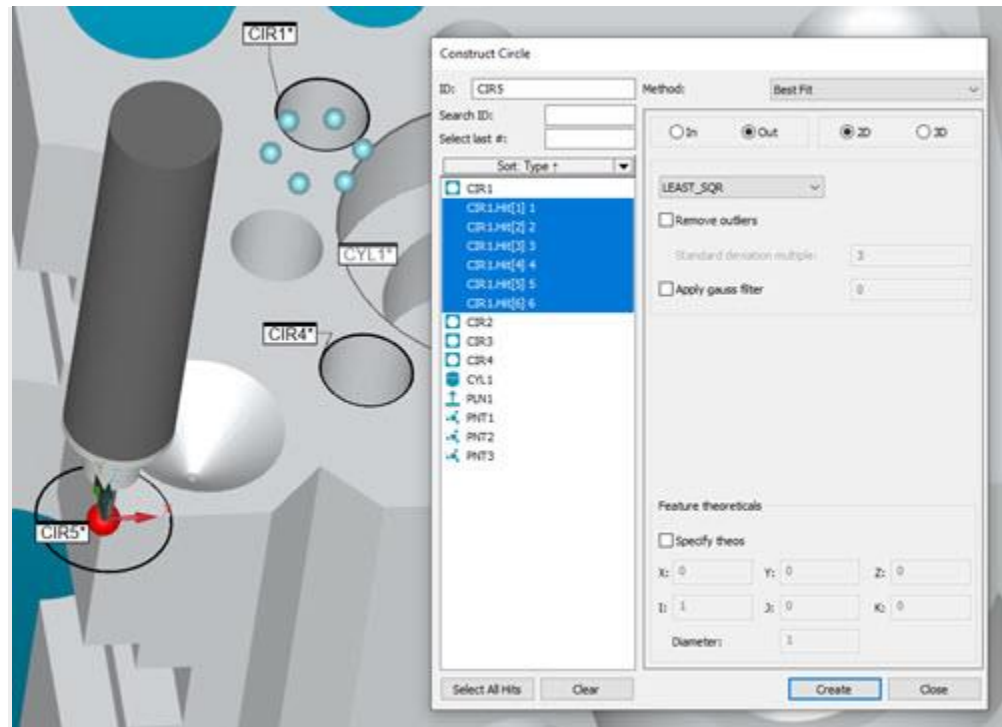 CIR1*
CYL1*
CIR4*
CIR5*
Construct Circle
ID: CIR5
Search ID:
Select last #:
Sort: Type ↑
CIR1
CIR1.Hit[1] 1
CIR1.Hit[2] 2
CIR1.Hit[3] 3
CIR1.Hit[4] 4
CIR1.Hit[5] 5
CIR1.Hit[6] 6
CIR2
CIR3
CIR4
CYL1
PLN1
PNT1
PNT2
PNT3
Select All Hits Clear
Method: Best Fit
In Out 2D 3D
LEAST_SQR
Remove outliers
Standard deviation multiple: 3
Apply gauss filter 0
Feature theoreticals
Specify theos
X: 0 Y: 0 Z: 0
I: 1 J: 0 K: 0
Diameter: 1
Create Close